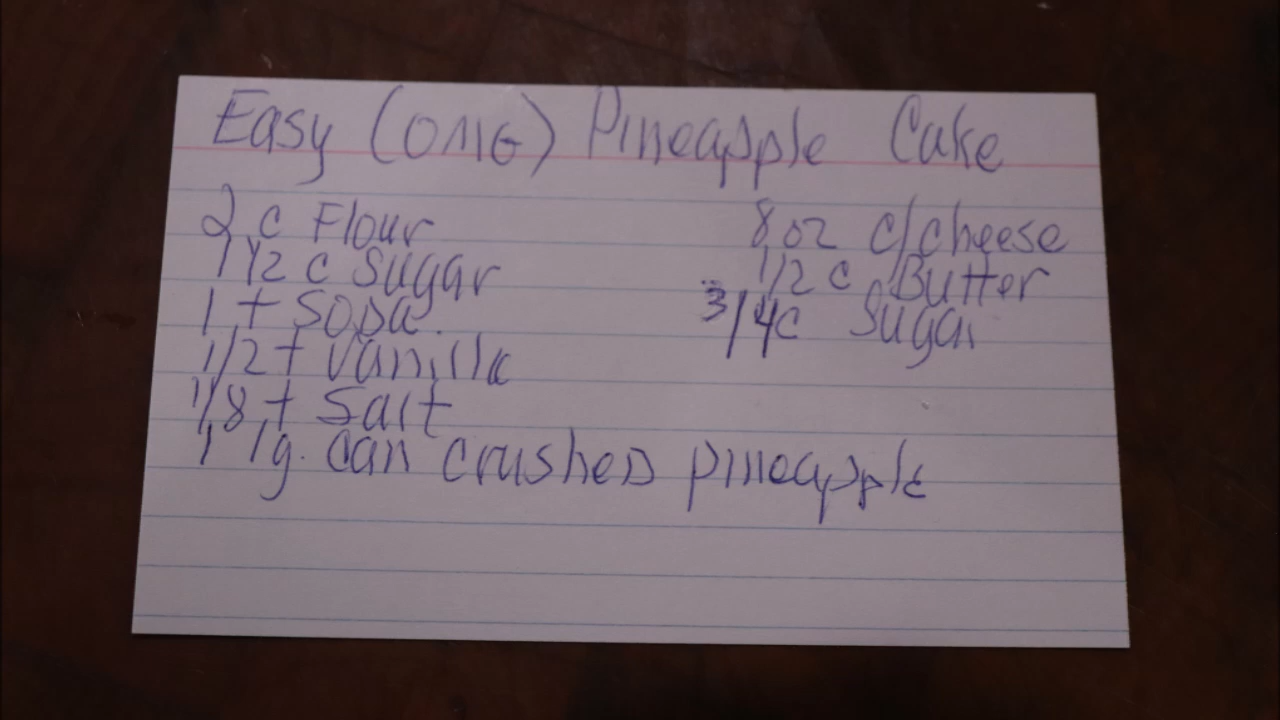 Easy (OMG) Pineapple Cake
2 c Flour
1 1/2 c Sugar
1 t Soda.
1/2 t Vanilla
1/8 t Salt
1 lg. can crushed pineapple
8 oz c/cheese
1/2 c Butter
3/4c Sugar